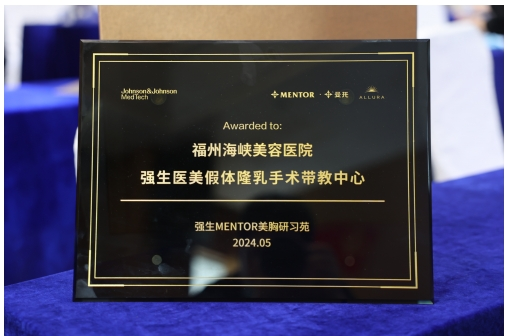 Johnson&Johnson
MedTech
MENTOR · 曼托
ALLURA
Awarded to:
福州海峡美容医院
强生医美假体隆乳手术带教中心
强生MENTOR美胸研习苑
2024.05